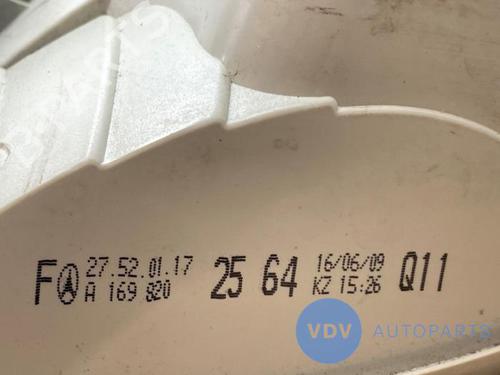 F 27.52.01.17 25 64 16/06/09 Q11
A 169 820 KZ 15:26
VDV AUTOPARTS